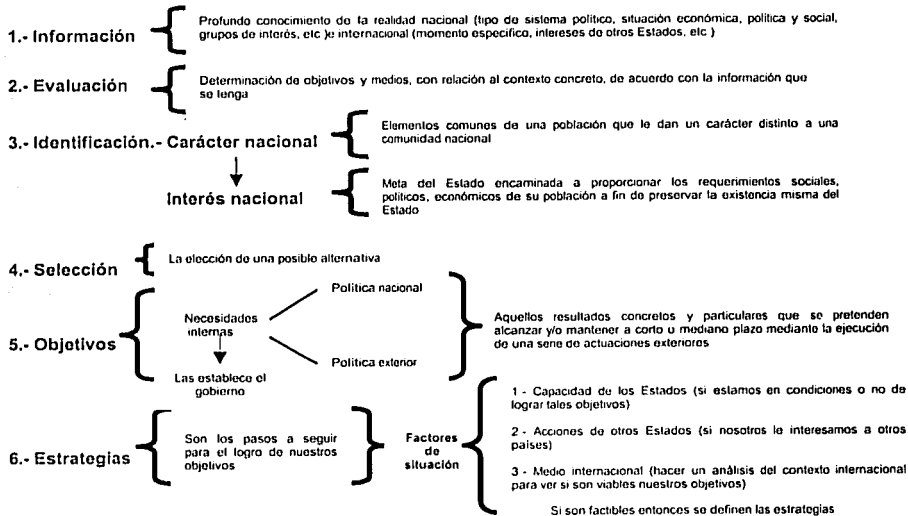 1.- Información
Profundo conocimiento de la realidad nacional (tipo de sistema político, situación económica, política y social,
grupos de interés, etc )e internacional (momento especifico, intereses de otros Estados, etc )
2.- Evaluación
Determinación de objetivos y medios, con relación al contexto concreto, de acuerdo con la información que
se tenga
3.- Identificación.- Carácter nacional
Elementos comunes de una población que le dan un carácter distinto a una
comunidad nacional
Interés nacional
Meta del Estado encaminada a proporcionar los requerimientos sociales,
políticos, económicos de su población a fin de preservar la existencia misma del
Estado
4.- Selección
La elección de una posible alternativa
5.- Objetivos
Necesidades
internas
Las establece el
gobierno
Política nacional
Política exterior
Aquellos resultados concretos y particulares que se pretenden
alcanzar y/o mantener a corto o mediano plazo mediante la ejecución
de una serie de actuaciones exteriores
6.- Estrategias
Son los pasos a seguir
para el logro de nuestros
objetivos
Factores
de
situación
1 - Capacidad de los Estados (si estamos en condiciones o no de
lograr tales objetivos)
2 - Acciones de otros Estados (si nosotros le interesamos a otros
países)
3 - Medio internacional (hacer un análisis del contexto internacional
para ver si son viables nuestros objetivos)
Si son factibles entonces se definen las estrategias